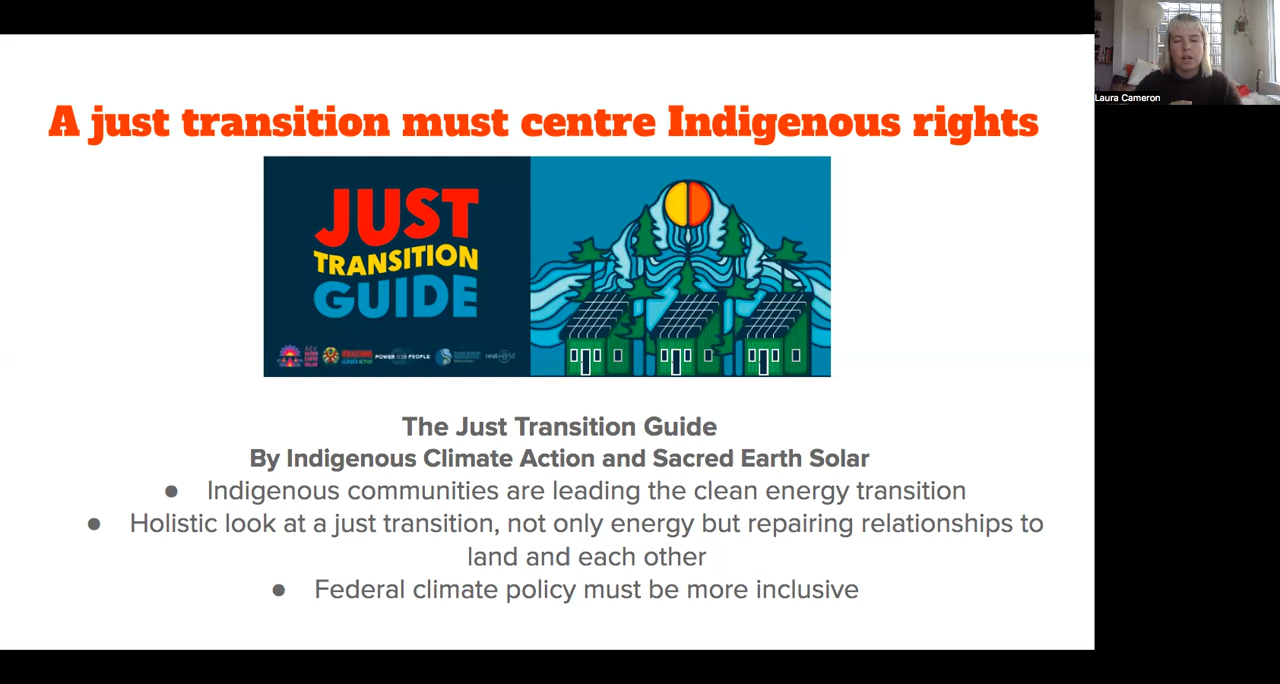 A just transition must centre Indigenous rights
Laura Cameron
JUST
TRANSITION
GUIDE
POWER PEOPLE
The Just Transition Guide
By Indigenous Climate Action and Sacred Earth Solar
● Indigenous communities are leading the clean energy transition
● Holistic look at a just transition, not only energy but repairing relationships to
land and each other
● Federal climate policy must be more inclusive